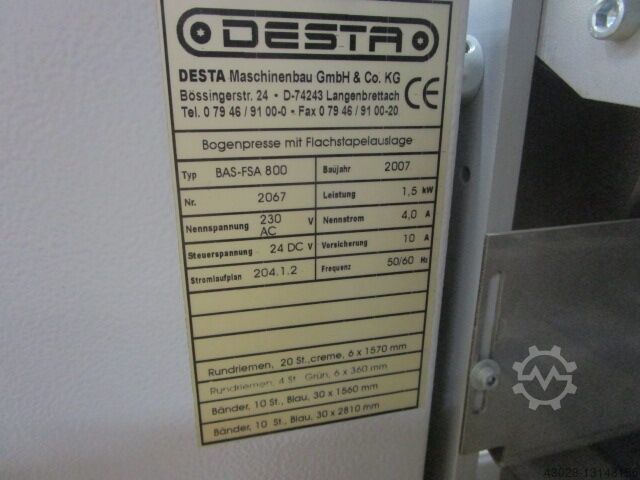 DESTA
DESTA Maschinenbau GmbH & Co. KG
Bössingerstr. 24 • D-74243 Langenbrettach
Tel. 0 79 46 / 91 00-0 • Fax 0 79 46 / 91 00-20
CE
Bogenpresse mit Flachstapelauslage
Typ BAS-FSA 800 Baujahr 2007
Nr. 2067 Leistung 1,5 kW
Nennspannung 230 AC V Nennstrom 4,0 A
Steuerspannung 24 DC V Versicherung 10 A
Stromlaufplan 204.1.2 Frequenz 50/60 Hz
Rundriemen, 20 St.,creme, 6 x 1570 mm
Rundriemen, 4 St. Grün, 6 x 360 mm
Bänder, 10 St., Blau, 30 x 1560 mm
Bänder, 10 St., Blau, 30 x 2810 mm